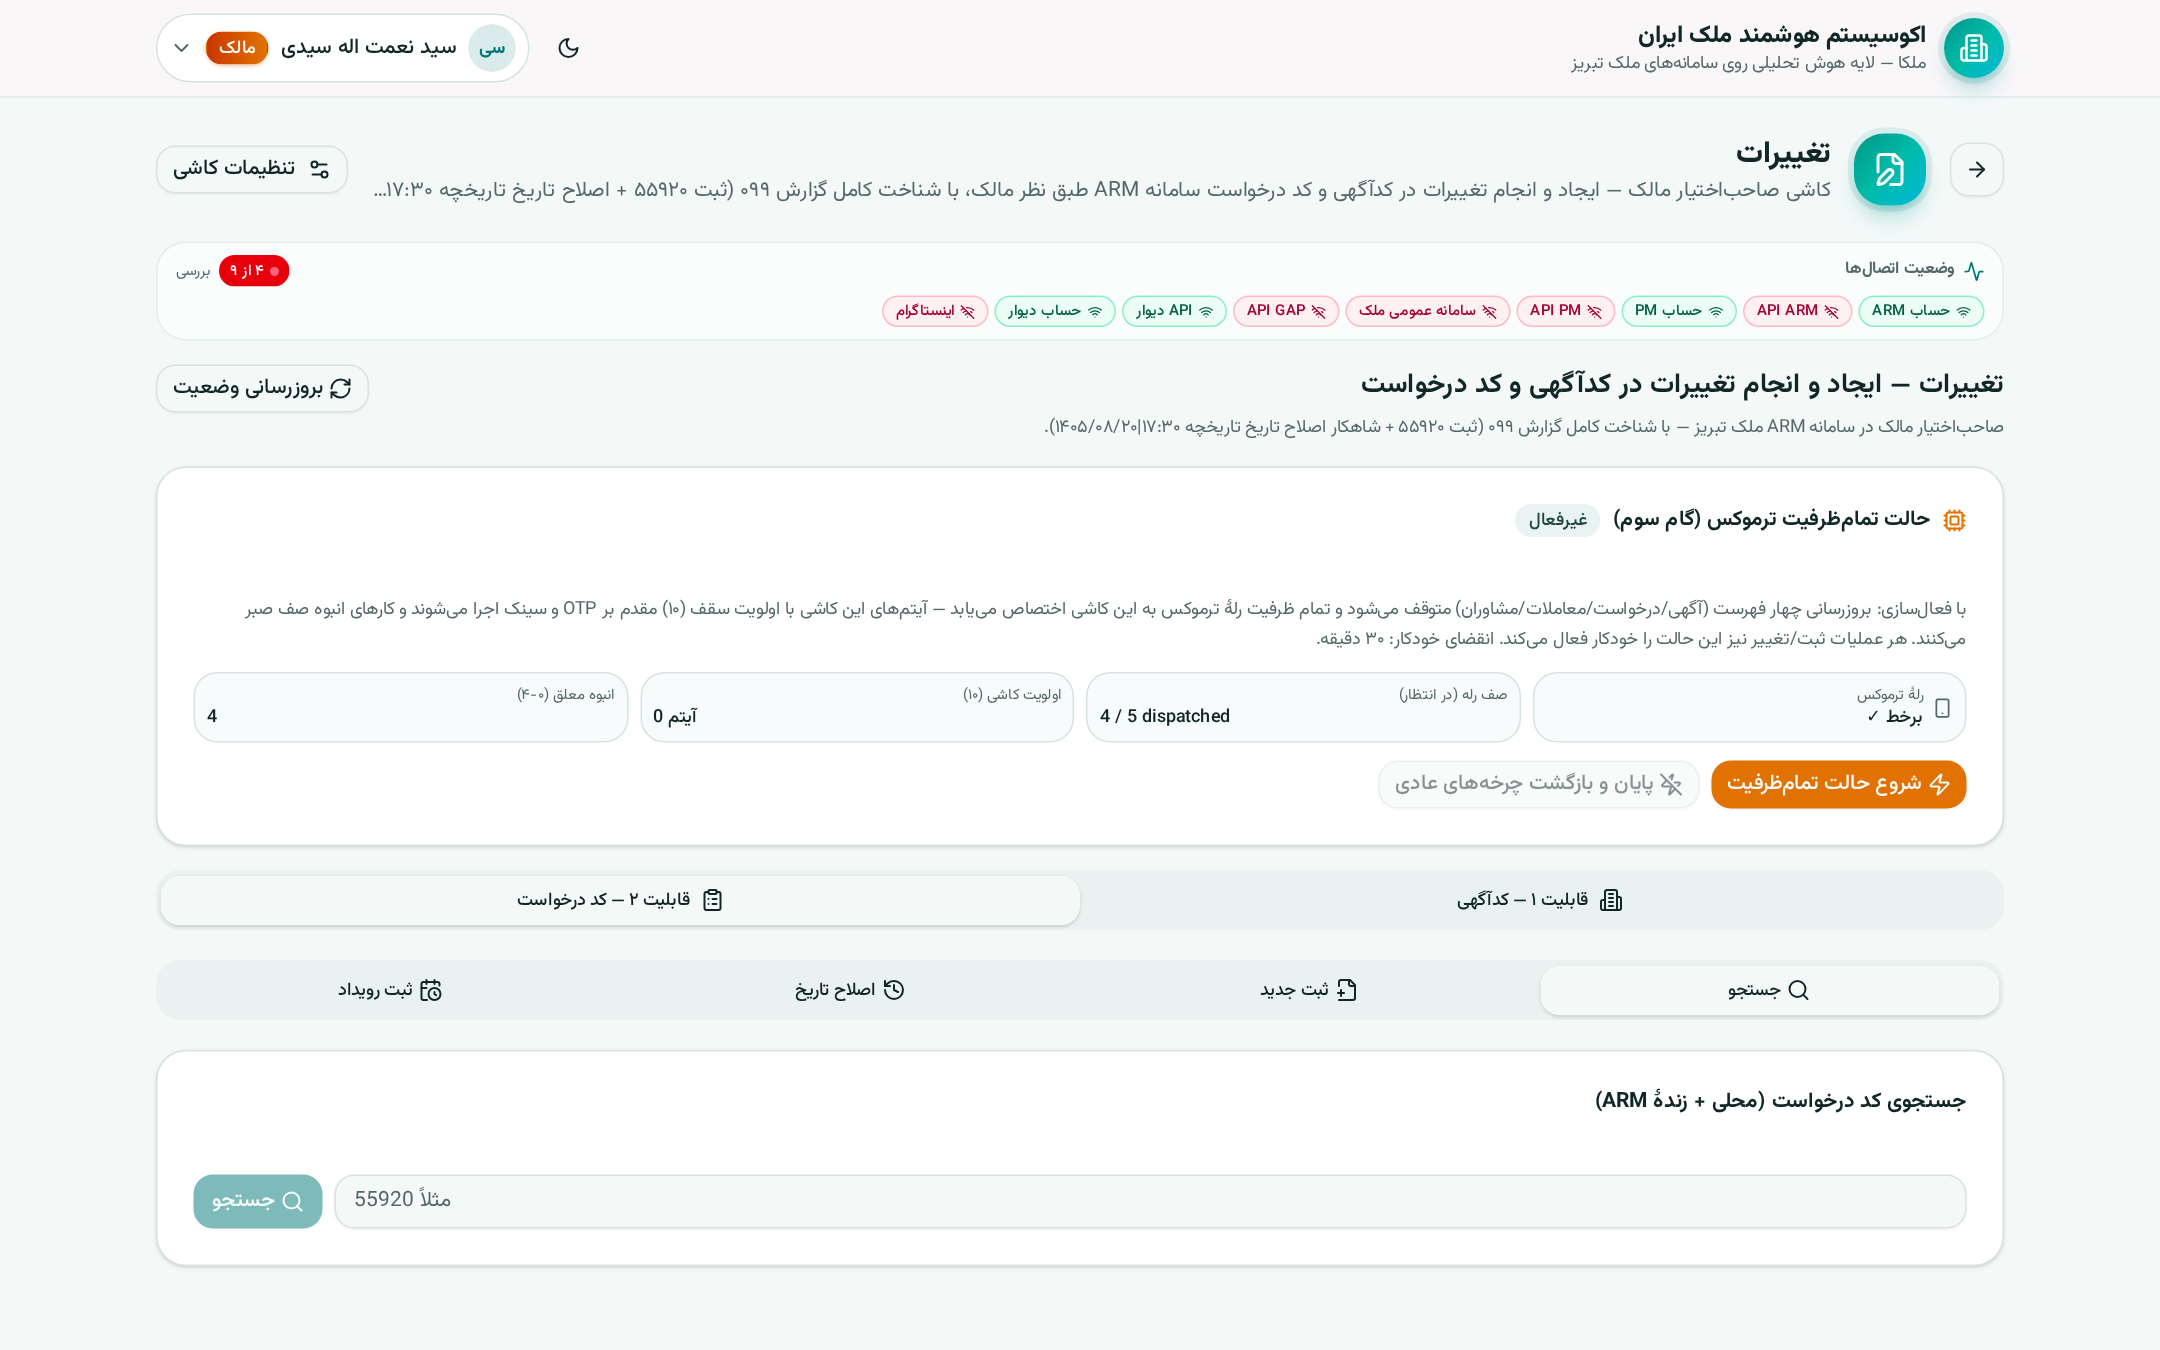 اکوسیستم هوشمند ملک ایران
ملکا — لایه هوش تحلیلی روی سامانه‌های ملک تبریز
سی
سید نعمت اله سیدی
مالک
تغییرات
کاشی صاحب‌اختیار مالک — ایجاد و انجام تغییرات در کدآگهی و کد درخواست سامانه ARM طبق نظر مالک، با شناخت کامل گزارش ۰۹۹ (ثبت ۵۵۹۲۰ + اصلاح تاریخ تاریخچه ۱۷:۳۰...
تنظیمات کاشی
وضعیت اتصال‌ها
۴ از ۹
بررسی
حساب ARM
API ARM
حساب PM
API PM
سامانه عمومی ملک
API GAP
API دیوار
حساب دیوار
اینستاگرام
تغییرات — ایجاد و انجام تغییرات در کدآگهی و کد درخواست
بروزرسانی وضعیت
صاحب‌اختیار مالک در سامانه ARM ملک تبریز — با شناخت کامل گزارش ۰۹۹ (ثبت ۵۵۹۲۰ + شاهکار اصلاح تاریخ تاریخچه ۱۷:۳۰|۱۴۰۵/۰۸/۲۰).
حالت تمام‌ظرفیت ترموکس (گام سوم)
غیرفعال
با فعال‌سازی: بروزرسانی چهار فهرست (آگهی/درخواست/معاملات/مشاوران) متوقف می‌شود و تمام ظرفیت رلهٔ ترموکس به این کاشی اختصاص می‌یابد — آیتم‌های این کاشی با اولویت سقف (۱۰) مقدم بر OTP و سینک اجرا می‌شوند و کارهای انبوه صف صبر
می‌کنند. هر عملیات ثبت/تغییر نیز این حالت را خودکار فعال می‌کند. انقضای خودکار: ۳۰ دقیقه.
رلهٔ ترموکس
برخط ✓
صف رله (در انتظار)
4 / 5 dispatched
اولویت کاشی (۱۰)
0 آیتم
انبوه معلق (۰-۴)
4
شروع حالت تمام‌ظرفیت
پایان و بازگشت چرخه‌های عادی
قابلیت ۱ — کدآگهی
قابلیت ۲ — کد درخواست
جستجو
ثبت جدید
اصلاح تاریخ
ثبت رویداد
جستجوی کد درخواست (محلی + زندهٔ ARM)
مثلاً 55920
جستجو